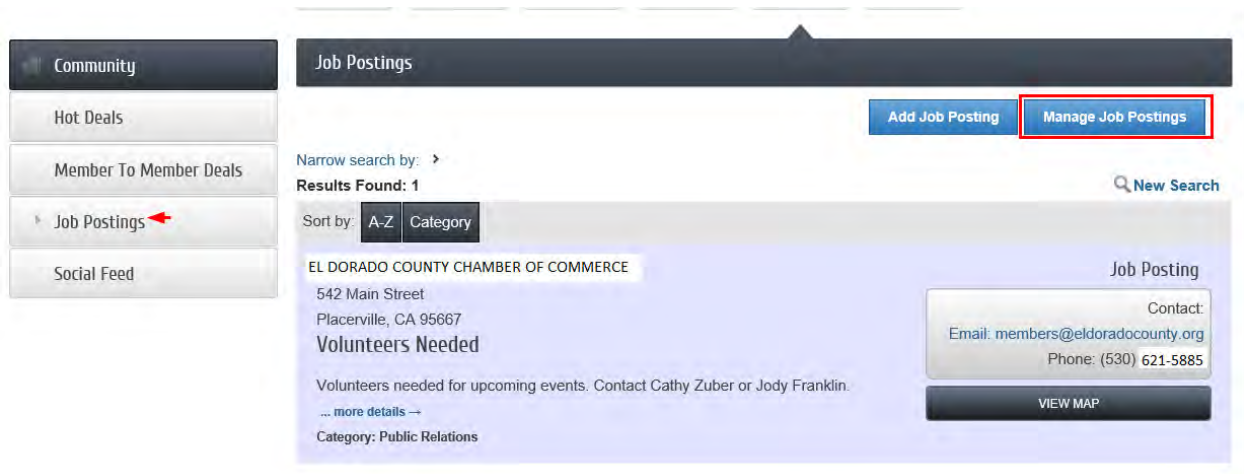 Community
Hot Deals
Member To Member Deals
Job Postings
Social Feed
Job Postings
Add Job Posting
Manage Job Postings
Narrow search by:
Results Found: 1
New Search
Sort by: A-Z Category
EL DORADO COUNTY CHAMBER OF COMMERCE
542 Main Street
Placerville, CA 95667
Volunteers Needed
Volunteers needed for upcoming events. Contact Cathy Zuber or Jody Franklin.
... more details →
Category: Public Relations
Job Posting
Contact:
Email: members@eldoradocounty.org
Phone: (530) 621-5885
VIEW MAP